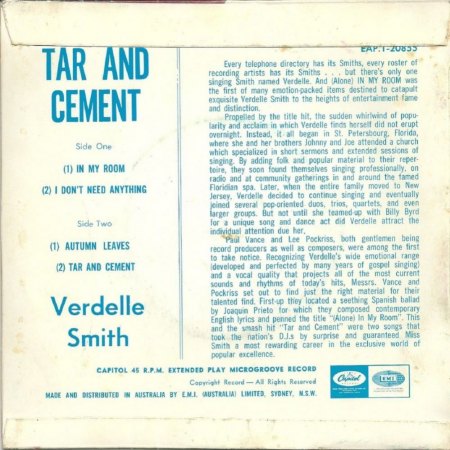 EAP.1-20855
TAR AND
CEMENT
Side One
(1) IN MY ROOM
(2) I DON'T NEED ANYTHING
Side Two
(1) AUTUMN LEAVES
(2) TAR AND CEMENT
Verdelle
Smith
Every telephone directory has its Smiths, every roster of
recording artists has its Smiths . . . but there's only one
singing Smith named Verdelle. And (Alone) IN MY ROOM was
the first of many emotion-packed items destined to catapult
exquisite Verdelle Smith to the heights of entertainment fame
and distinction.
Propelled by the title hit, the sudden whirlwind of popu-
larity and acclaim in which Verdelle finds herself did not erupt
overnight. Instead, it all began in St. Petersbourg, Florida,
where she and her brothers Johnny and Joe attended a church
which specialized in short sermons and extended sessions of
singing. By adding folk and popular material to their reper-
toire, they soon found themselves singing professionally, on
radio and at community gatherings in and around the famed
Floridian spa. Later, when the entire family moved to New
Jersey, Verdelle decided to continue singing and eventually
joined several pop-oriented duos, trios, quartets, and even
larger groups. But not until she teamed-up with Billy Byrd
for a unique song and dance act did Verdelle attract the
individual attention due her.
Paul Vance and Lee Pockriss, both gentlemen being
record producers as well as composers, were among the first
to take notice. Recognizing Verdelle's wide emotional range
(developed and perfected by many years of gospel singing)
and a vocal quality that projects all of the most current
sounds and rhythms of today's hits, Messrs. Vance and
Pockriss set out to find just the right material for their
talented find. First-up they located a seething Spanish ballad
by Joaquin Prieto for which they composed contemporary
English lyrics and penned the title "(Alone) In My Room". This
and the smash hit "Tar and Cement" were two songs that
took the nation's D.J.s by surprise and guaranteed Miss
Smith a most rewarding career in the exclusive world of
popular excellence.
CAPITOL 45 R.P.M. EXTENDED PLAY MICROGROOVE RECORD
Copyright Record — All Rights Reserved
MADE AND DISTRIBUTED IN AUSTRALIA BY E.M.I. (AUSTRALIA) LIMITED, SYDNEY, N.S.W.
Capitol
E.M.I.